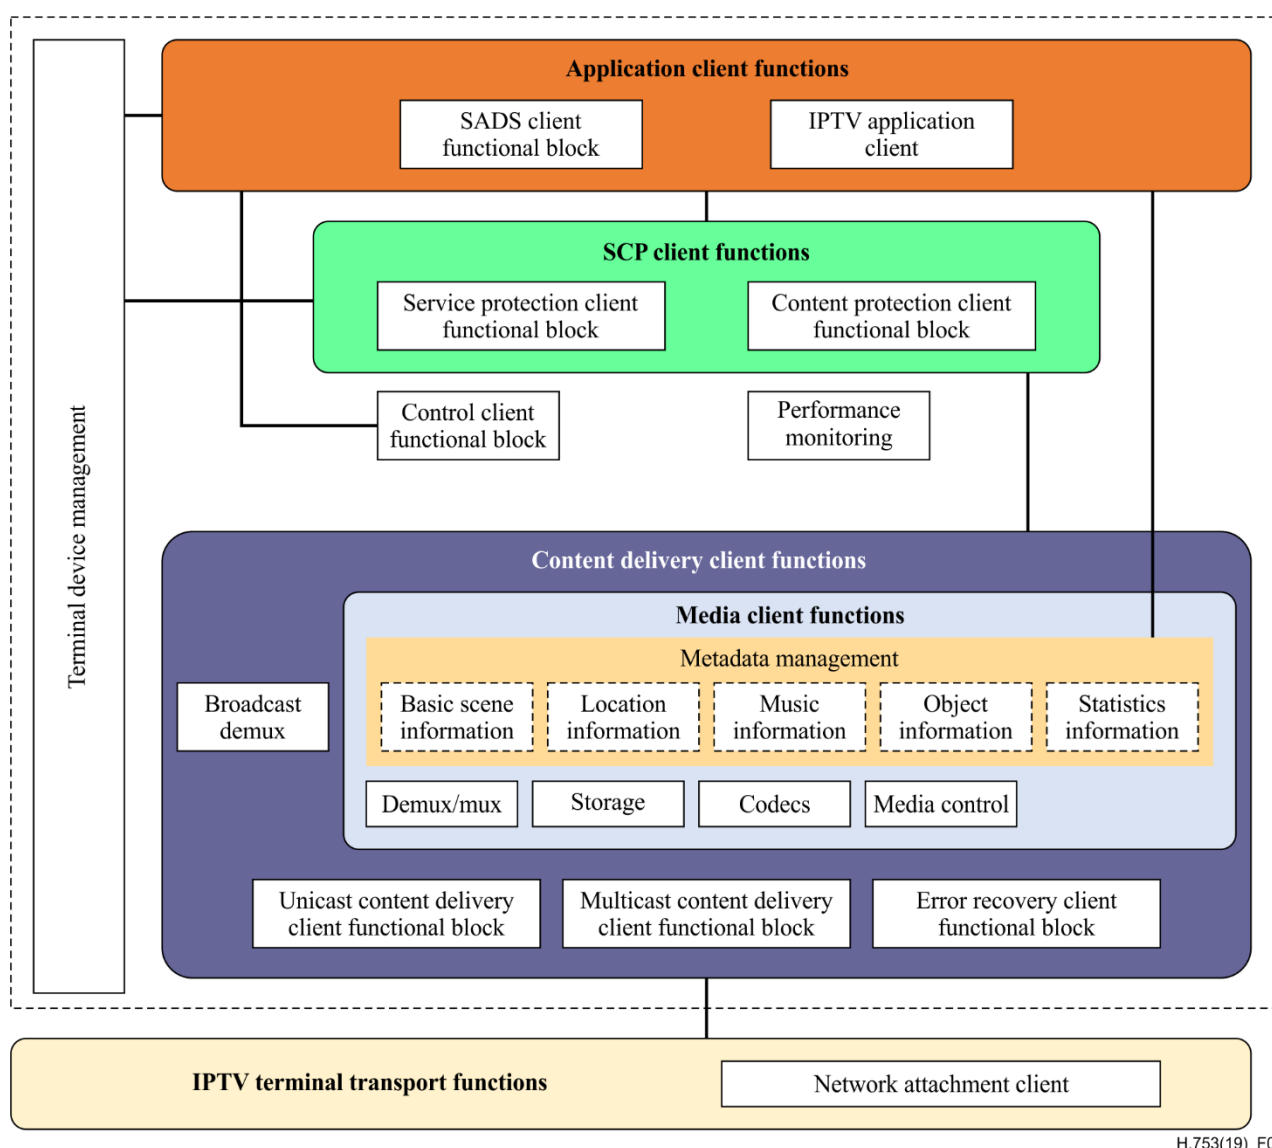 Application client functions
SADS client
functional block
IPTV application
client
SCP client functions
Service protection client
functional block
Content protection client
functional block
Control client
functional block
Performance
monitoring
Terminal device management
Content delivery client functions
Media client functions
Metadata management
Broadcast
demux
Basic scene
information
Location
information
Music
information
Object
information
Statistics
information
Demux/mux
Storage
Codecs
Media control
Unicast content delivery
client functional block
Multicast content delivery
client functional block
Error recovery client
functional block
IPTV terminal transport functions
Network attachment client
H.753(19)